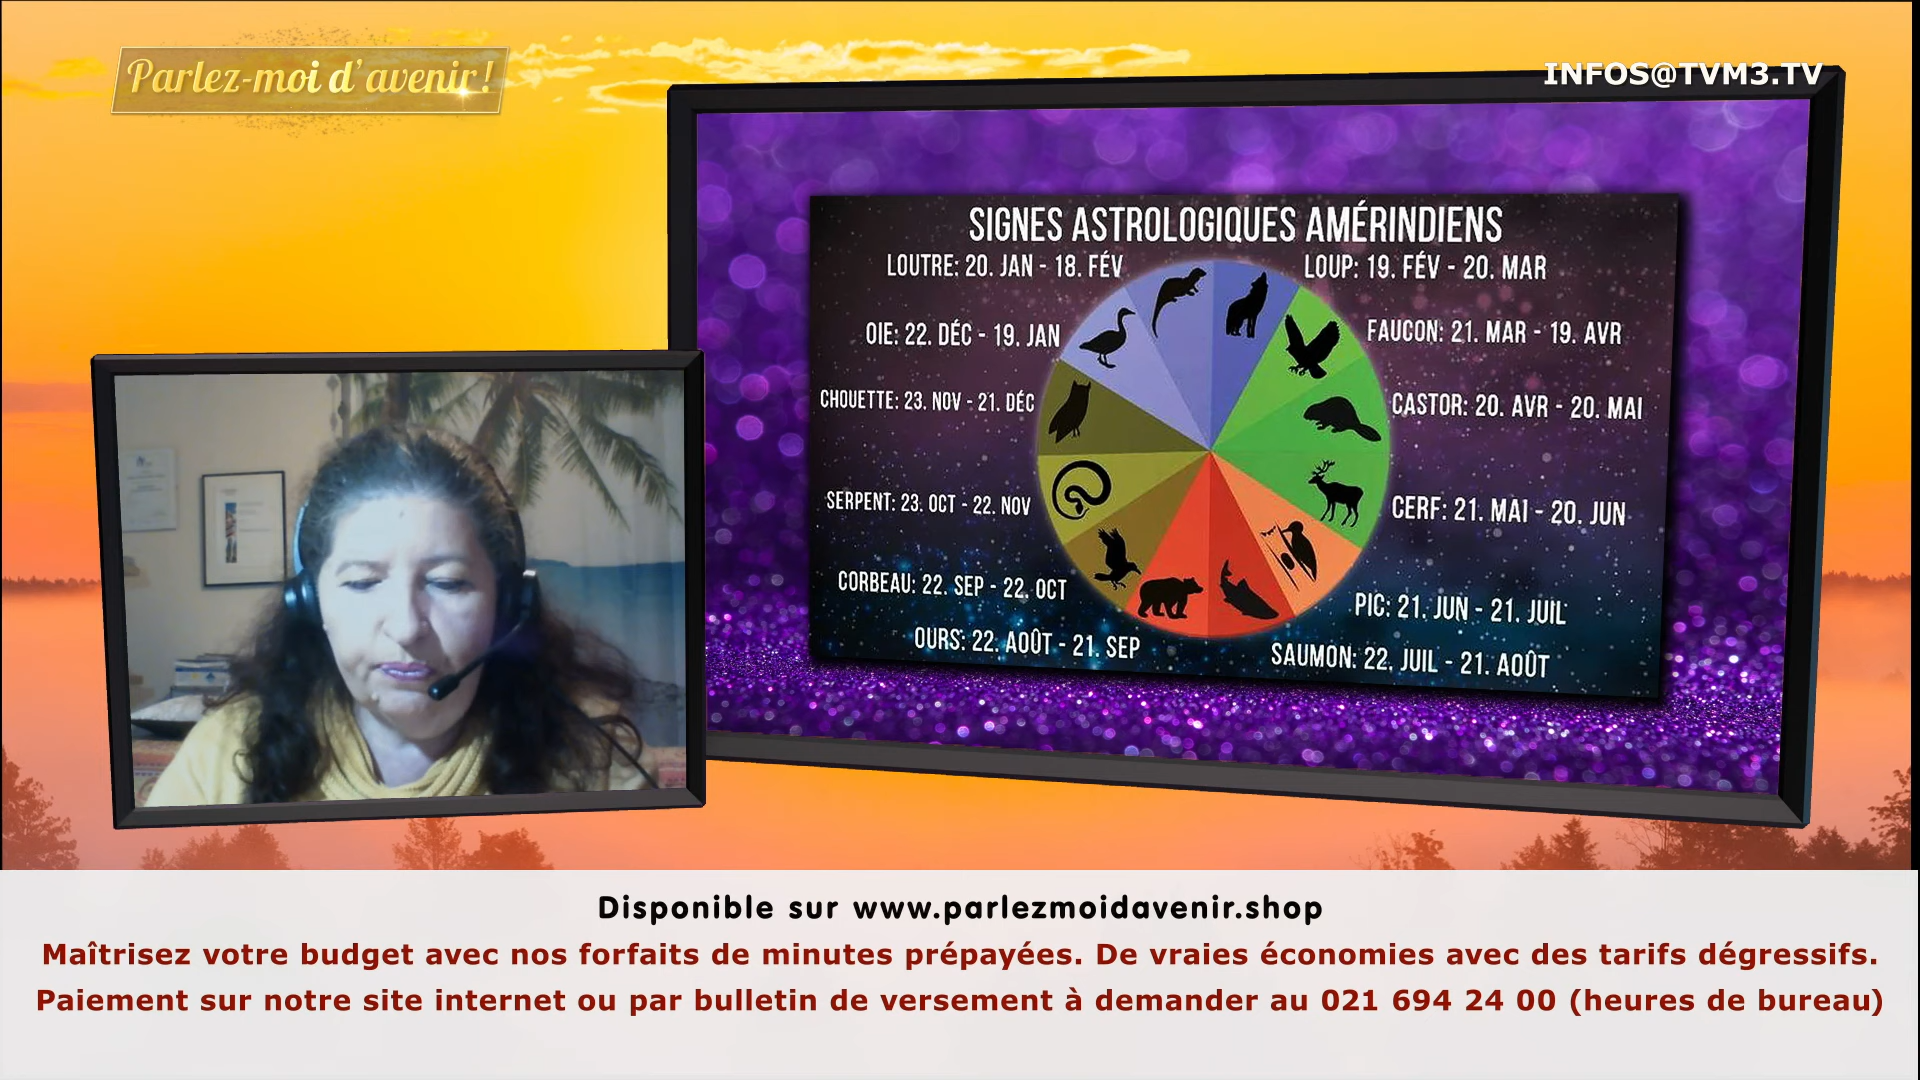 Parlez-moi d'avenir !
INFOS@TVM3.TV
SIGNES ASTROLOGIQUES AMÉRINDIENS
LOUTRE: 20. JAN - 18. FÉV
LOUP: 19. FÉV - 20. MAR
OIE: 22. DÉC - 19. JAN
FAUCON: 21. MAR - 19. AVR
CHOUETTE: 23. NOV - 21. DÉC
CASTOR: 20. AVR - 20. MAI
SERPENT: 23. OCT - 22. NOV
CERF: 21. MAI - 20. JUN
CORBEAU: 22. SEP - 22. OCT
PIC: 21. JUN - 21. JUIL
OURS: 22. AOÛT - 21. SEP
SAUMON: 22. JUIL - 21. AOÛT
Disponible sur www.parlezmoidavenir.shop
Maîtrisez votre budget avec nos forfaits de minutes prépayées. De vraies économies avec des tarifs dégressifs.
Paiement sur notre site internet ou par bulletin de versement à demander au 021 694 24 00 (heures de bureau)